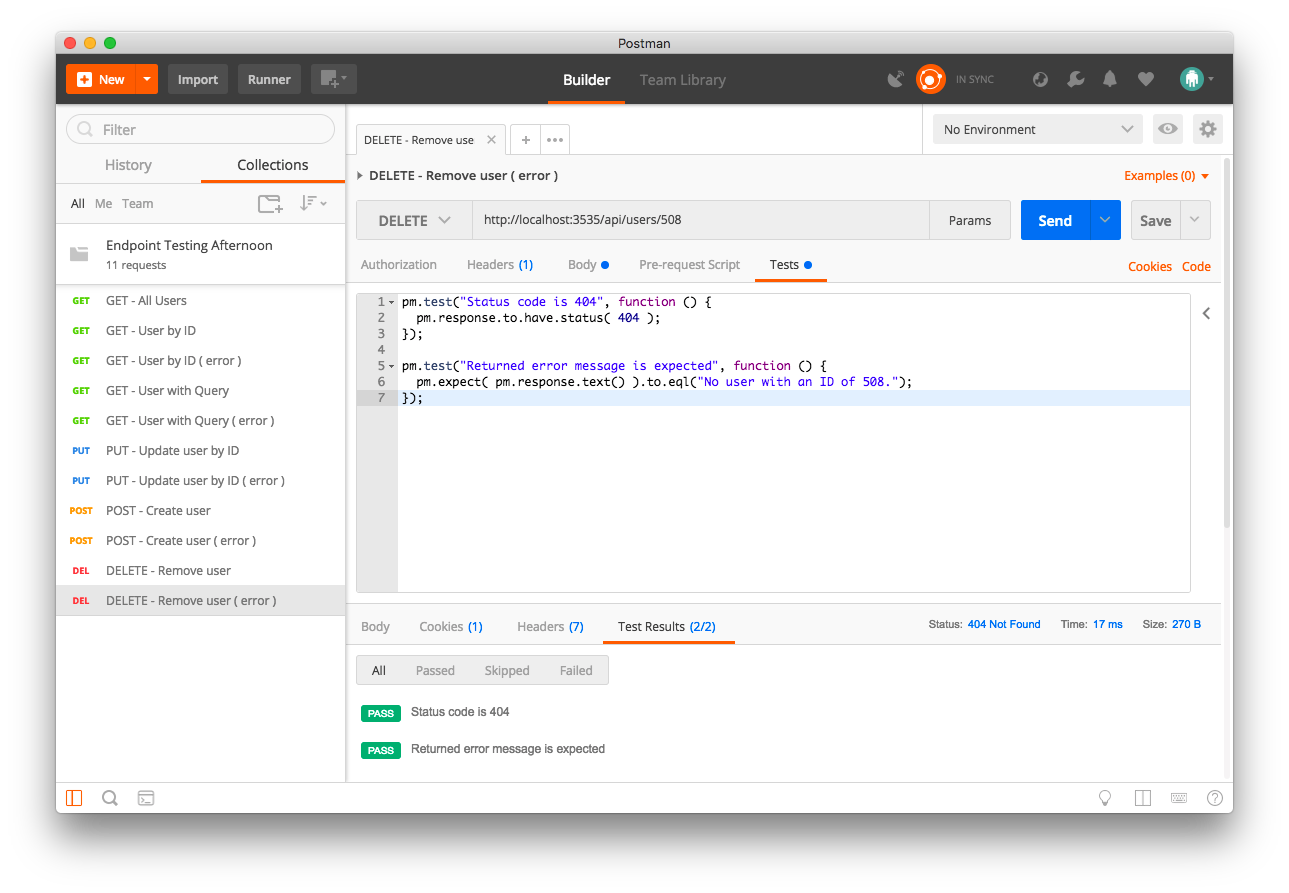 Postman
New
Import
Runner
Builder
Team Library
IN SYNC
Filter
History
Collections
All Me Team
Endpoint Testing Afternoon
11 requests
GET GET - All Users
GET GET - User by ID
GET GET - User by ID ( error )
GET GET - User with Query
GET GET - User with Query ( error )
PUT PUT - Update user by ID
PUT PUT - Update user by ID ( error )
POST POST - Create user
POST POST - Create user ( error )
DEL DELETE - Remove user
DEL DELETE - Remove user ( error )
DELETE - Remove use
No Environment
DELETE - Remove user ( error )
Examples (0)
DELETE
http://localhost:3535/api/users/508
Params
Send
Save
Authorization
Headers (1)
Body
Pre-request Script
Tests
Cookies
Code
1 pm.test("Status code is 404", function () {
2 pm.response.to.have.status( 404 );
3 });
4
5 pm.test("Returned error message is expected", function () {
6 pm.expect( pm.response.text() ).to.eql("No user with an ID of 508.");
7 });
Body
Cookies (1)
Headers (7)
Test Results (2/2)
Status: 404 Not Found
Time: 17 ms
Size: 270 B
All
Passed
Skipped
Failed
PASS Status code is 404
PASS Returned error message is expected